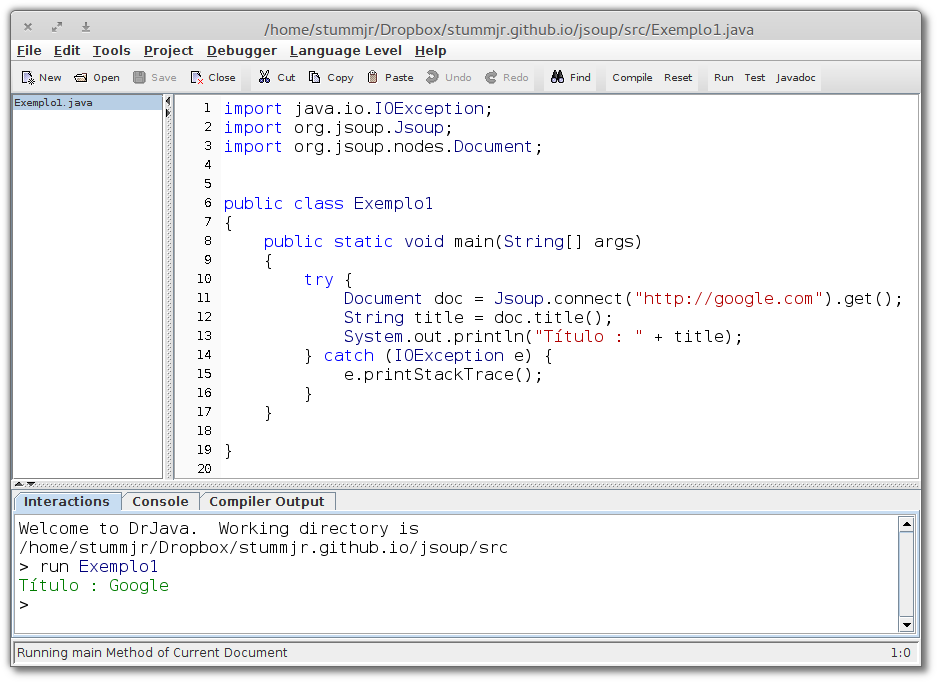 /home/stummjr/Dropbox/stummjr.github.io/jsoup/src/Exemplo1.java
File Edit Tools Project Debugger Language Level Help
New Open Save Close Cut Copy Paste Undo Redo Find Compile Reset Run Test Javadoc
Exemplo1.java
1 import java.io.IOException;
2 import org.jsoup.Jsoup;
3 import org.jsoup.nodes.Document;
4
5
6 public class Exemplo1
7 {
8     public static void main(String[] args)
9     {
10         try {
11             Document doc = Jsoup.connect("http://google.com").get();
12             String title = doc.title();
13             System.out.println("Título : " + title);
14         } catch (IOException e) {
15             e.printStackTrace();
16         }
17     }
18
19 }
20
Interactions Console Compiler Output
Welcome to DrJava.  Working directory is
/home/stummjr/Dropbox/stummjr.github.io/jsoup/src
> run Exemplo1
Título : Google
>
Running main Method of Current Document 1:0